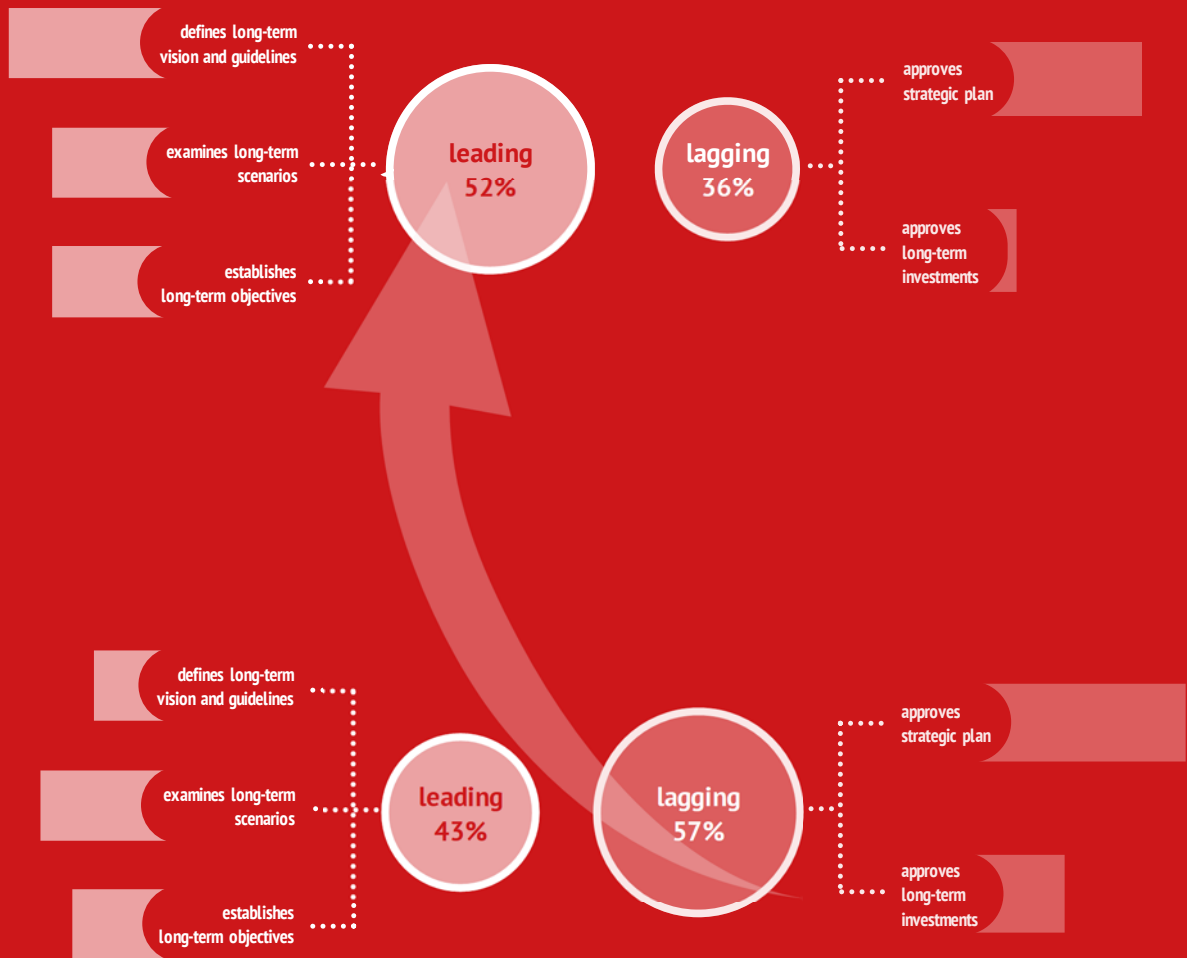 defines long-term
vision and guidelines
examines long-term
scenarios
establishes
long-term objectives
leading
52%
lagging
36%
approves
strategic plan
approves
long-term
investments
defines long-term
vision and guidelines
examines long-term
scenarios
establishes
long-term objectives
leading
43%
lagging
57%
approves
strategic plan
approves
long-term
investments